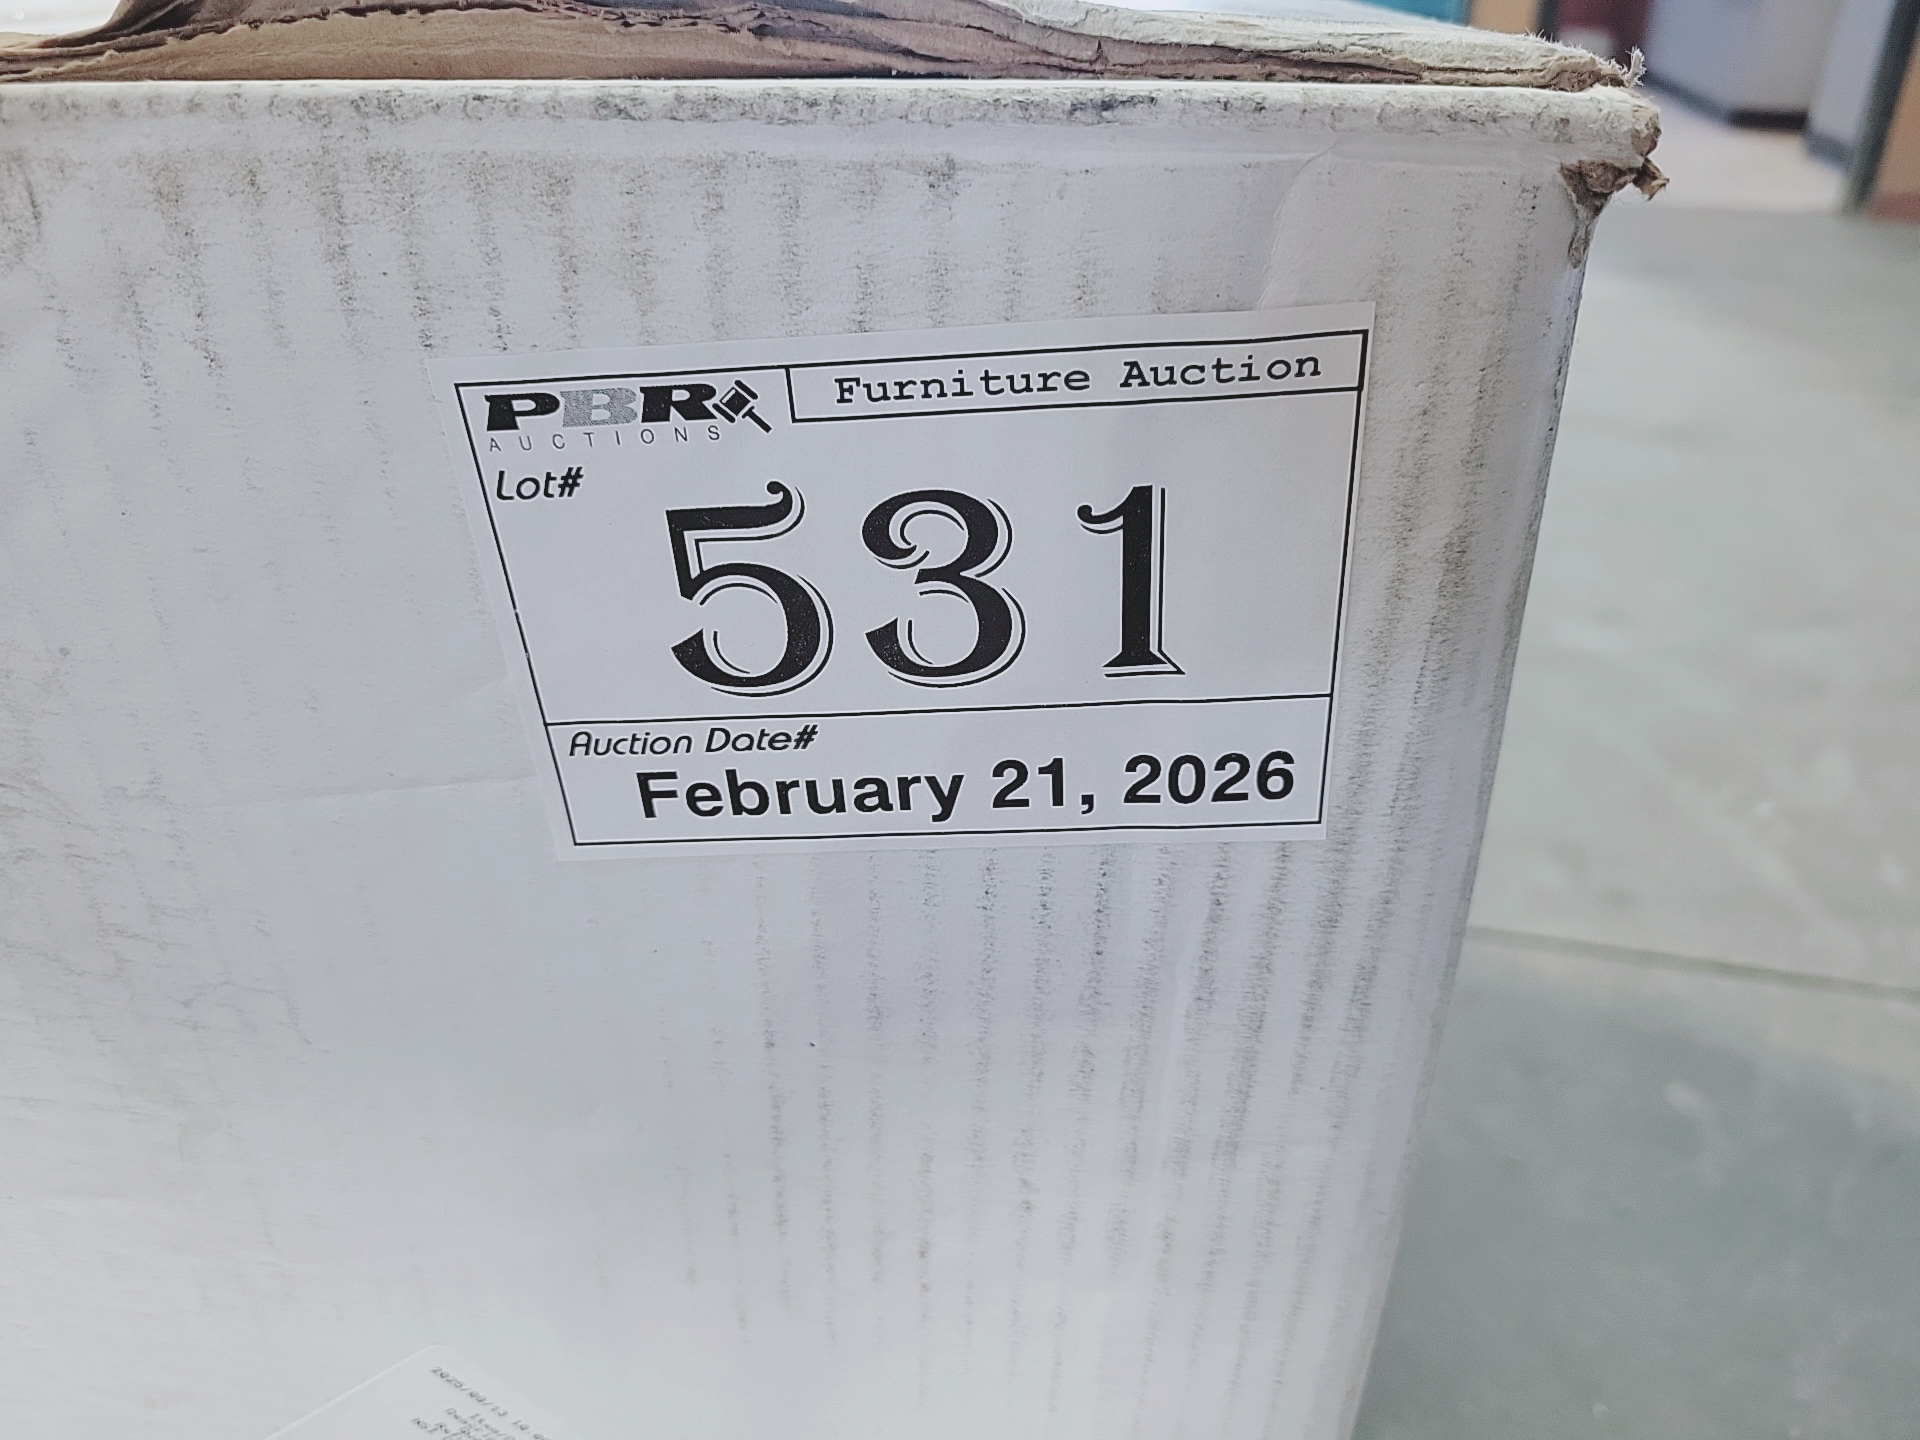 PBR
AUCTIONS
Furniture Auction
Lot#
531
Auction Date#
February 21, 2026